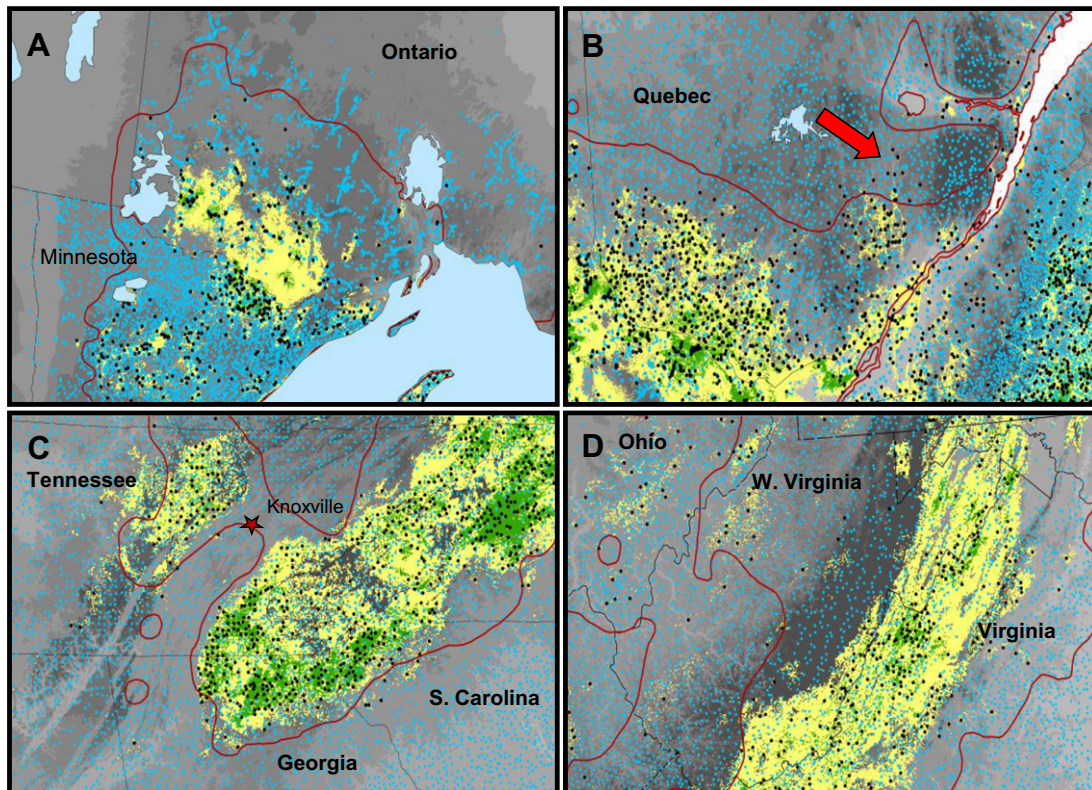 A
Ontario
Minnesota
B
Quebec
C
Tennessee
Knoxville
S. Carolina
Georgia
D
Ohio
W. Virginia
Virginia